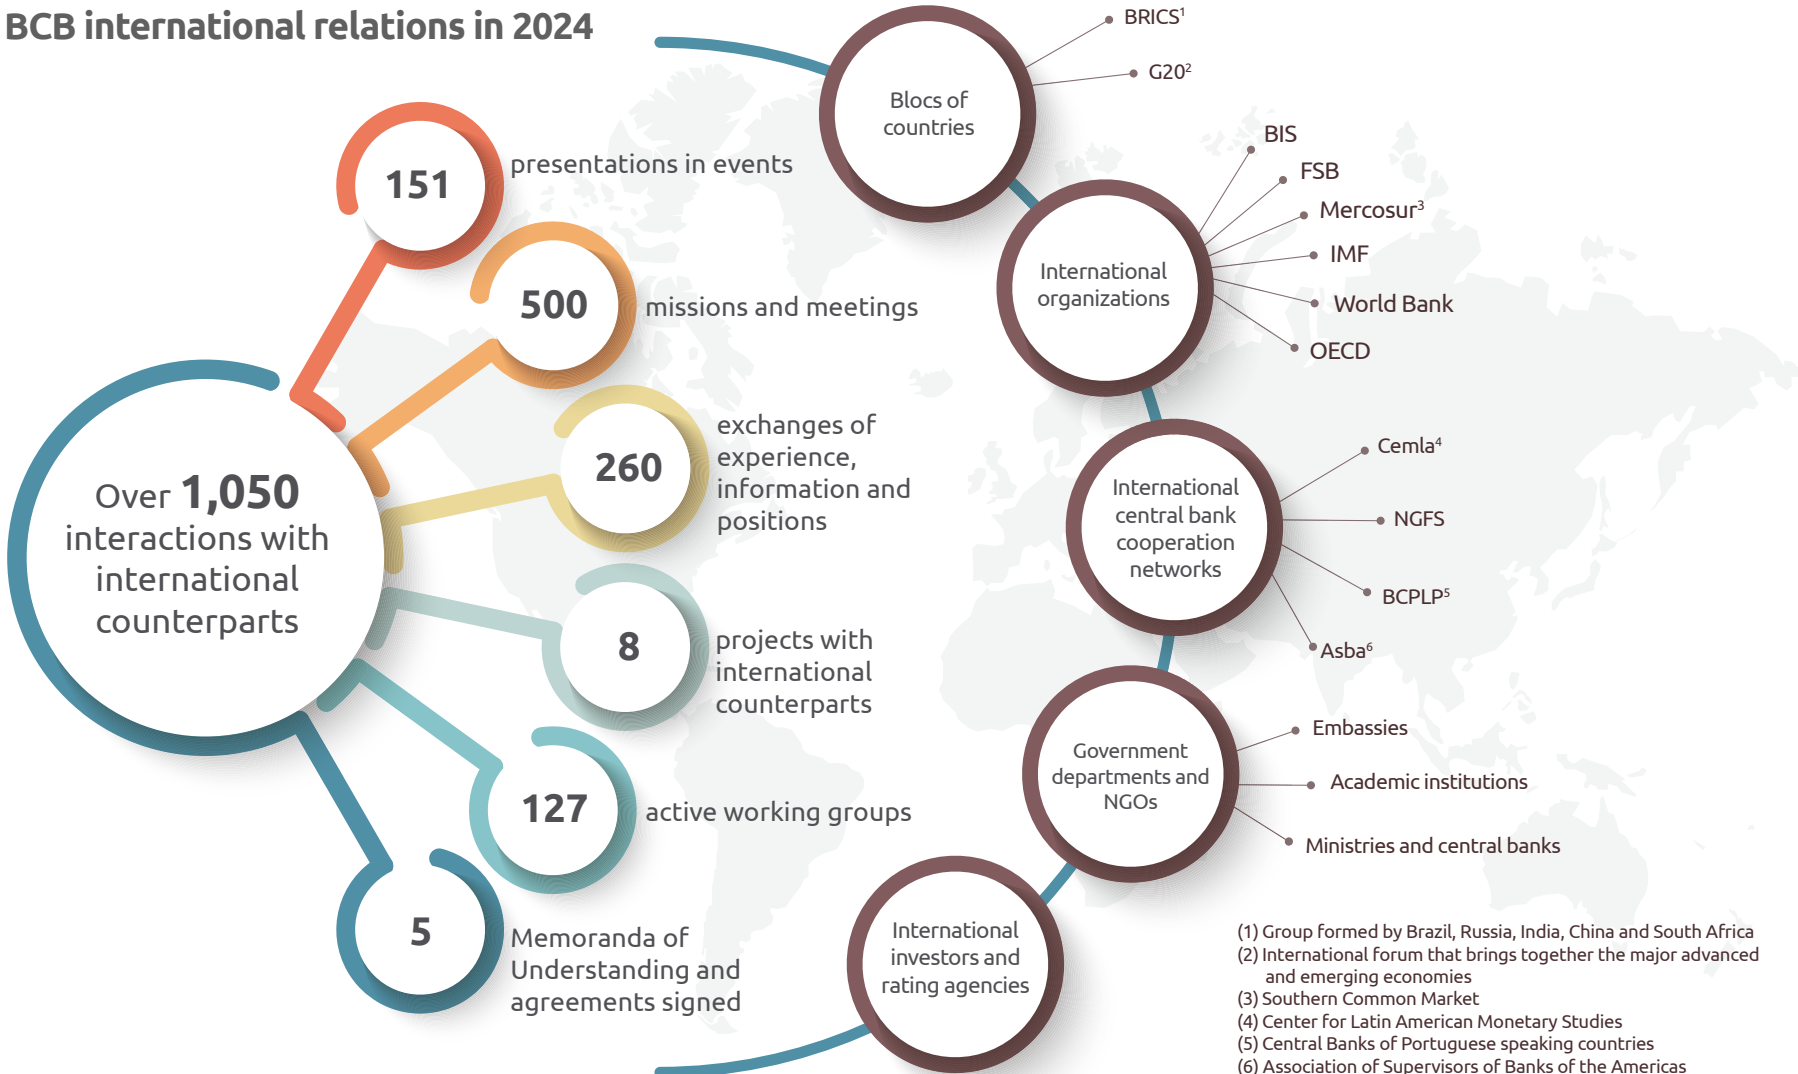 BCB international relations in 2024
151
presentations in events
500
missions and meetings
260
exchanges of
experience,
information and
positions
Over 1,050
interactions with
international
counterparts
8
projects with
international
counterparts
127
active working groups
5
Memoranda of
Understanding and
agreements signed
Blocs of
countries
BRICS¹
G20²
International
organizations
BIS
FSB
Mercosur³
IMF
World Bank
OECD
International
central bank
cooperation
networks
Cemla⁴
NGFS
BCPLP⁵
Asba⁶
Government
departments and
NGOs
Embassies
Academic institutions
Ministries and central banks
International
investors and
rating agencies
(1) Group formed by Brazil, Russia, India, China and South Africa
(2) International forum that brings together the major advanced
and emerging economies
(3) Southern Common Market
(4) Center for Latin American Monetary Studies
(5) Central Banks of Portuguese speaking countries
(6) Association of Supervisors of Banks of the Americas